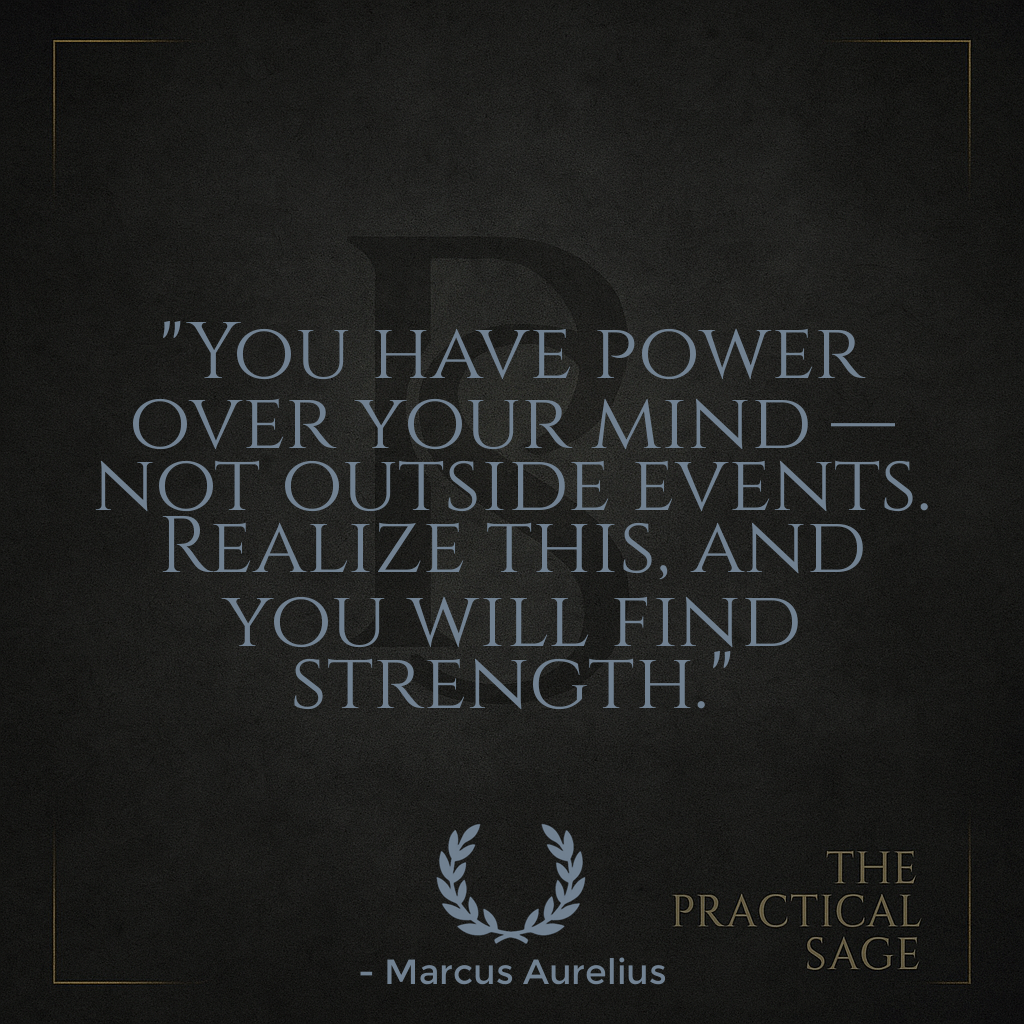 "You have power
over your mind —
not outside events.
Realize this, and
you will find
strength."
- Marcus Aurelius
THE
PRACTICAL
SAGE